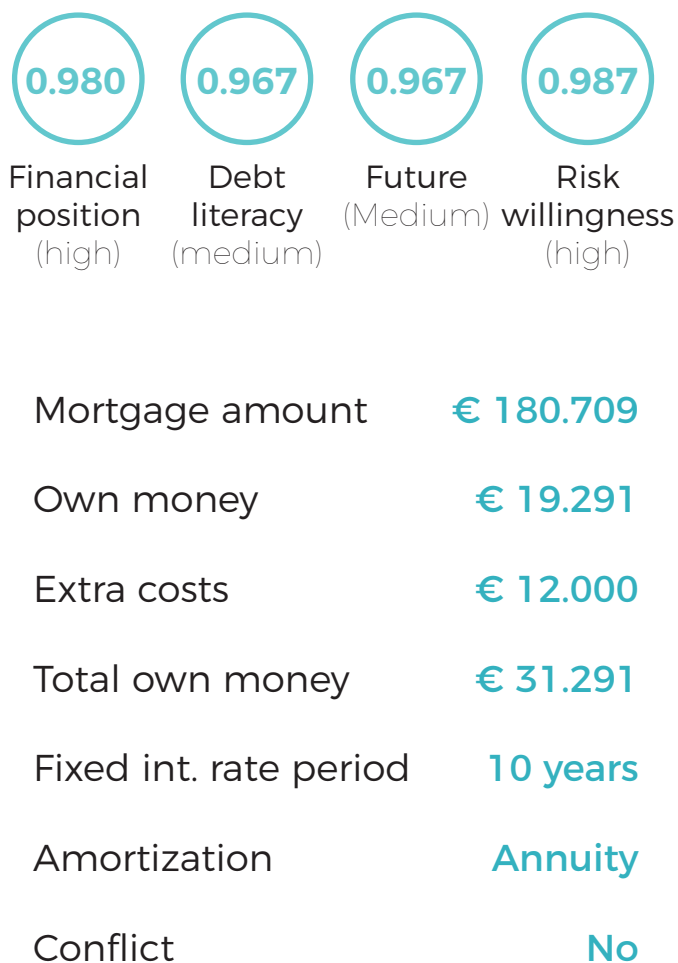 0.980 0.967 0.967 0.987
Financial Debt Future Risk
position literacy (Medium) willingness
(high) (medium) (high)
Mortgage amount € 180.709
Own money € 19.291
Extra costs € 12.000
Total own money € 31.291
Fixed int. rate period 10 years
Amortization Annuity
Conflict No